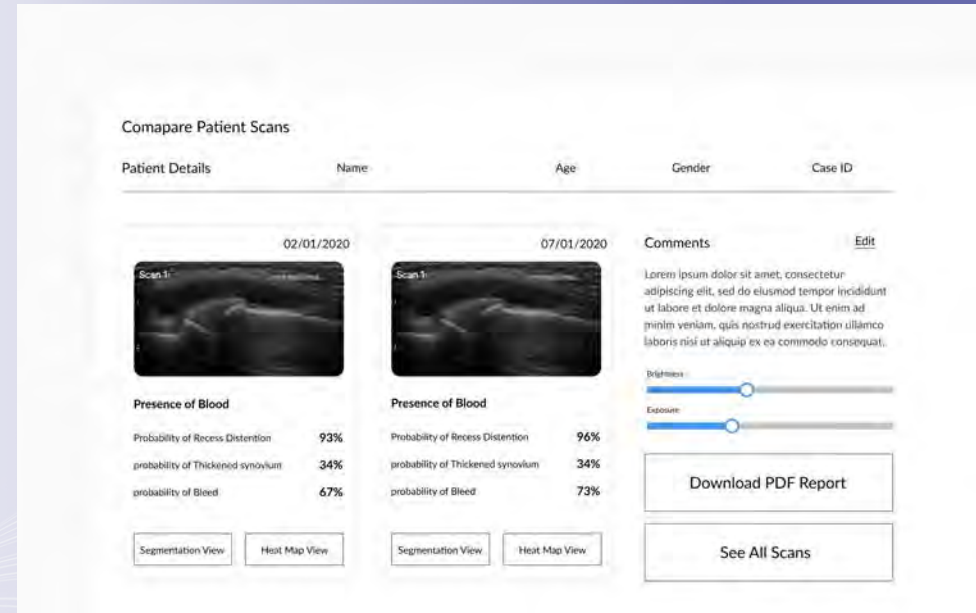 Comapare Patient Scans
Patient Details Name Age Gender Case ID
02/01/2020
Scan 1
Presence of Blood
Probability of Recess Distention 93%
probability of Thickened synovium 34%
probability of Bleed 67%
Segmentation View Heat Map View
07/01/2020
Scan 1
Presence of Blood
Probability of Recess Distention 96%
probability of Thickened synovium 34%
probability of Bleed 73%
Segmentation View Heat Map View
Comments Edit
Lorem ipsum dolor sit amet, consectetur
adipiscing elit, sed do eiusmod tempor incididunt
ut labore et dolore magna aliqua. Ut enim ad
minim veniam, quis nostrud exercitation ullamco
laboris nisi ut aliquip ex ea commodo consequat.
Brightness
Exposure
Download PDF Report
See All Scans